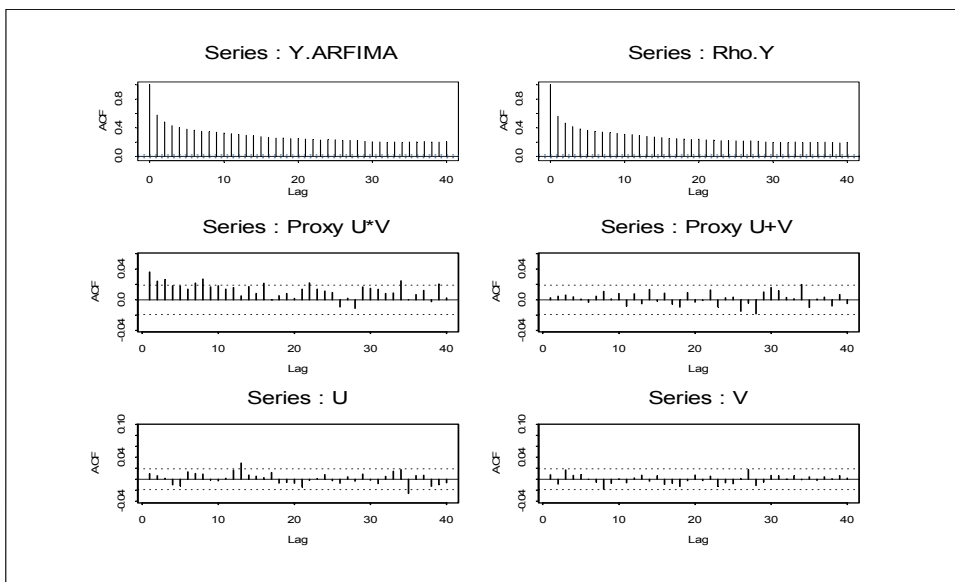 Series : Y.ARFIMA
ACF
0.8
0.4
0.0
0 10 20 30 40
Lag
Series : Rho.Y
ACF
0.8
0.4
0.0
0 10 20 30 40
Lag
Series : Proxy U*V
ACF
0.04
0.0
-0.04
0 10 20 30 40
Lag
Series : Proxy U+V
ACF
0.04
0.0
-0.04
0 10 20 30 40
Lag
Series : U
ACF
0.10
0.04
-0.04
0 10 20 30 40
Lag
Series : V
ACF
0.10
0.04
-0.04
0 10 20 30 40
Lag